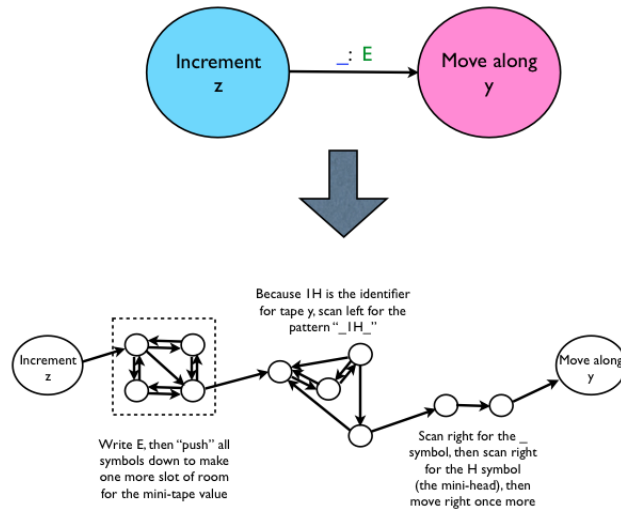 Increment
z
_: E
Move along
y
Because 1H is the identifier
for tape y, scan left for the
pattern “_1H_”
Increment
z
Move along
y
Write E, then “push” all
symbols down to make
one more slot of room
for the mini-tape value
Scan right for the _
symbol, then scan right
for the H symbol
(the mini-head), then
move right once more